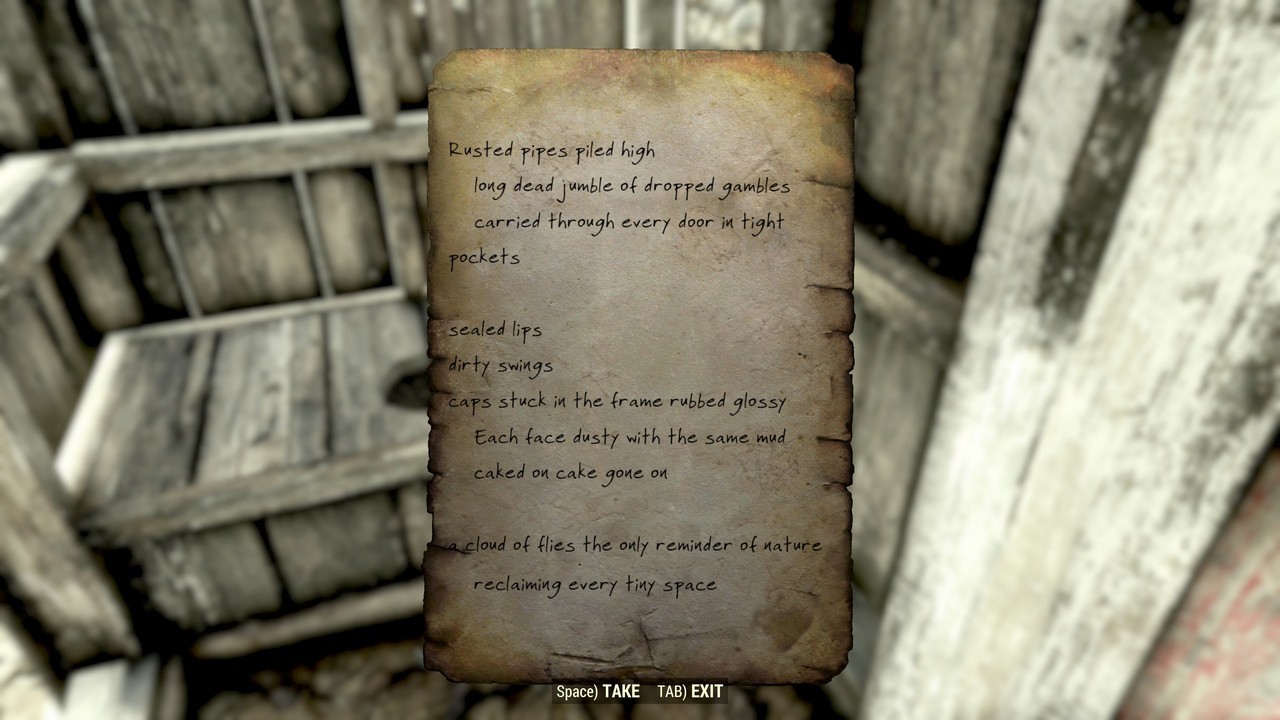 Rusted pipes piled high
long dead jumble of dropped gambles
carried through every door in tight
pockets
sealed lips
dirty swings
caps stuck in the frame rubbed glossy
Each face dusty with the same mud
caked on cake gone on
a cloud of flies the only reminder of nature
reclaiming every tiny space
Space) TAKE TAB) EXIT